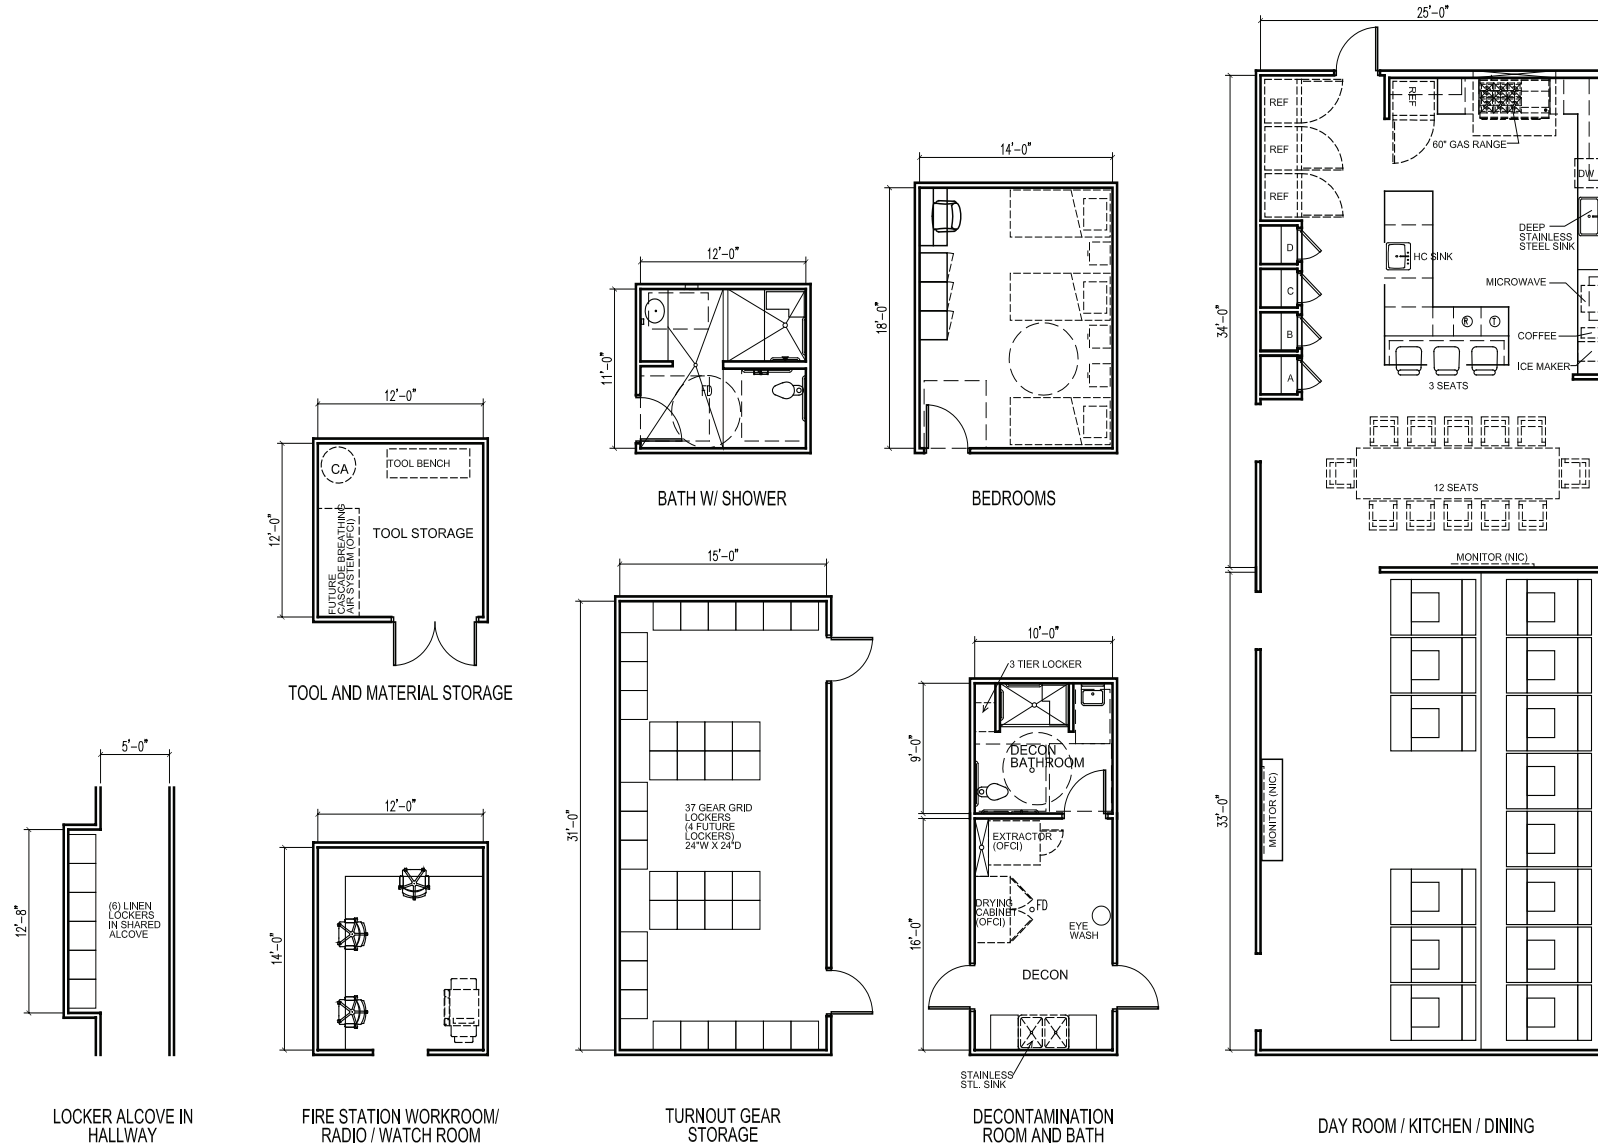 25'-0"
REF
REF
REF
REF
60" GAS RANGE
DW
DEEP
STAINLESS
STEEL SINK
HC SINK
MICROWAVE
COFFEE
ICE MAKER
D
C
B
A
R
T
3 SEATS
34'-0"
12 SEATS
MONITOR (NIC)
MONITOR (NIC)
33'-0"
DAY ROOM / KITCHEN / DINING
14'-0"
18'-0"
BEDROOMS
12'-0"
11'-0"
FD
BATH W/ SHOWER
12'-0"
12'-0"
CA
TOOL BENCH
TOOL STORAGE
FUTURE
CASCADE BREATHING
AIR SYSTEM (OFCI)
TOOL AND MATERIAL STORAGE
15'-0"
31'-0"
37 GEAR GRID
LOCKERS
(4 FUTURE
LOCKERS)
24"W X 24"D
TURNOUT GEAR
STORAGE
10'-0"
3 TIER LOCKER
9'-0"
DECON
BATHROOM
EXTRACTOR
(OFCI)
DRYING
CABINET
(OFCI)
FD
EYE
WASH
16'-0"
DECON
STAINLESS
STL. SINK
DECONTAMINATION
ROOM AND BATH
5'-0"
12'-8"
(6) LINEN
LOCKERS
IN SHARED
ALCOVE
LOCKER ALCOVE IN
HALLWAY
12'-0"
14'-0"
FIRE STATION WORKROOM/
RADIO / WATCH ROOM